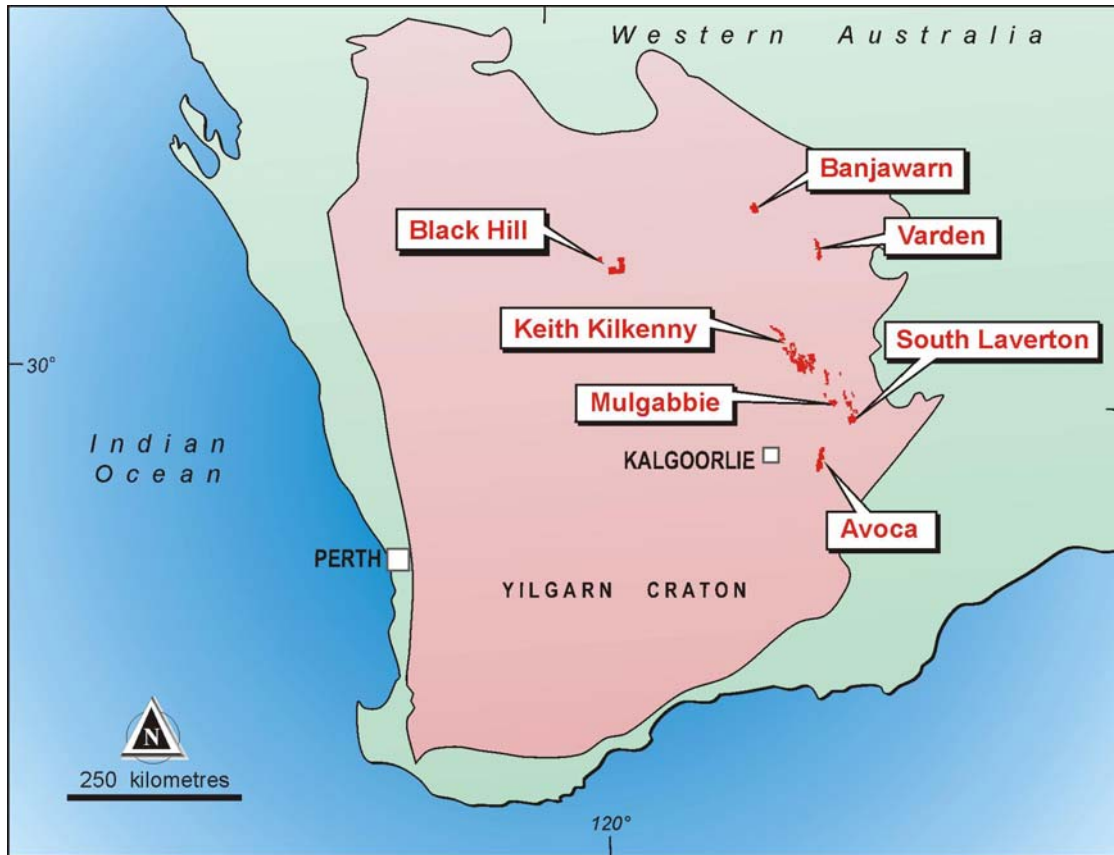 Western Australia
Banjawarn
Black Hill
Varden
Keith Kilkenny
South Laverton
30°
Mulgabbie
Indian
Ocean
KALGOORLIE
Avoca
PERTH
YILGARN CRATON
N
250 kilometres
120°